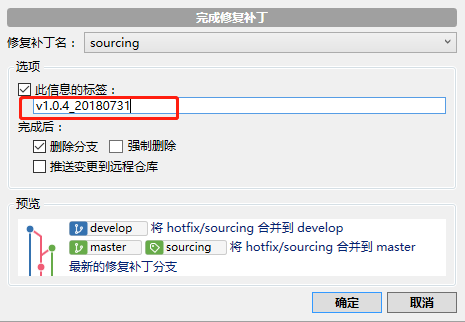 完成修复补丁
修复补丁名： sourcing
选项
此信息的标签：
v1.0.4_20180731
完成后：
删除分支 强制删除
推送变更到远程仓库
预览
develop 将 hotfix/sourcing 合并到 develop
master sourcing 将 hotfix/sourcing 合并到 master
最新的修复补丁分支
确定 取消